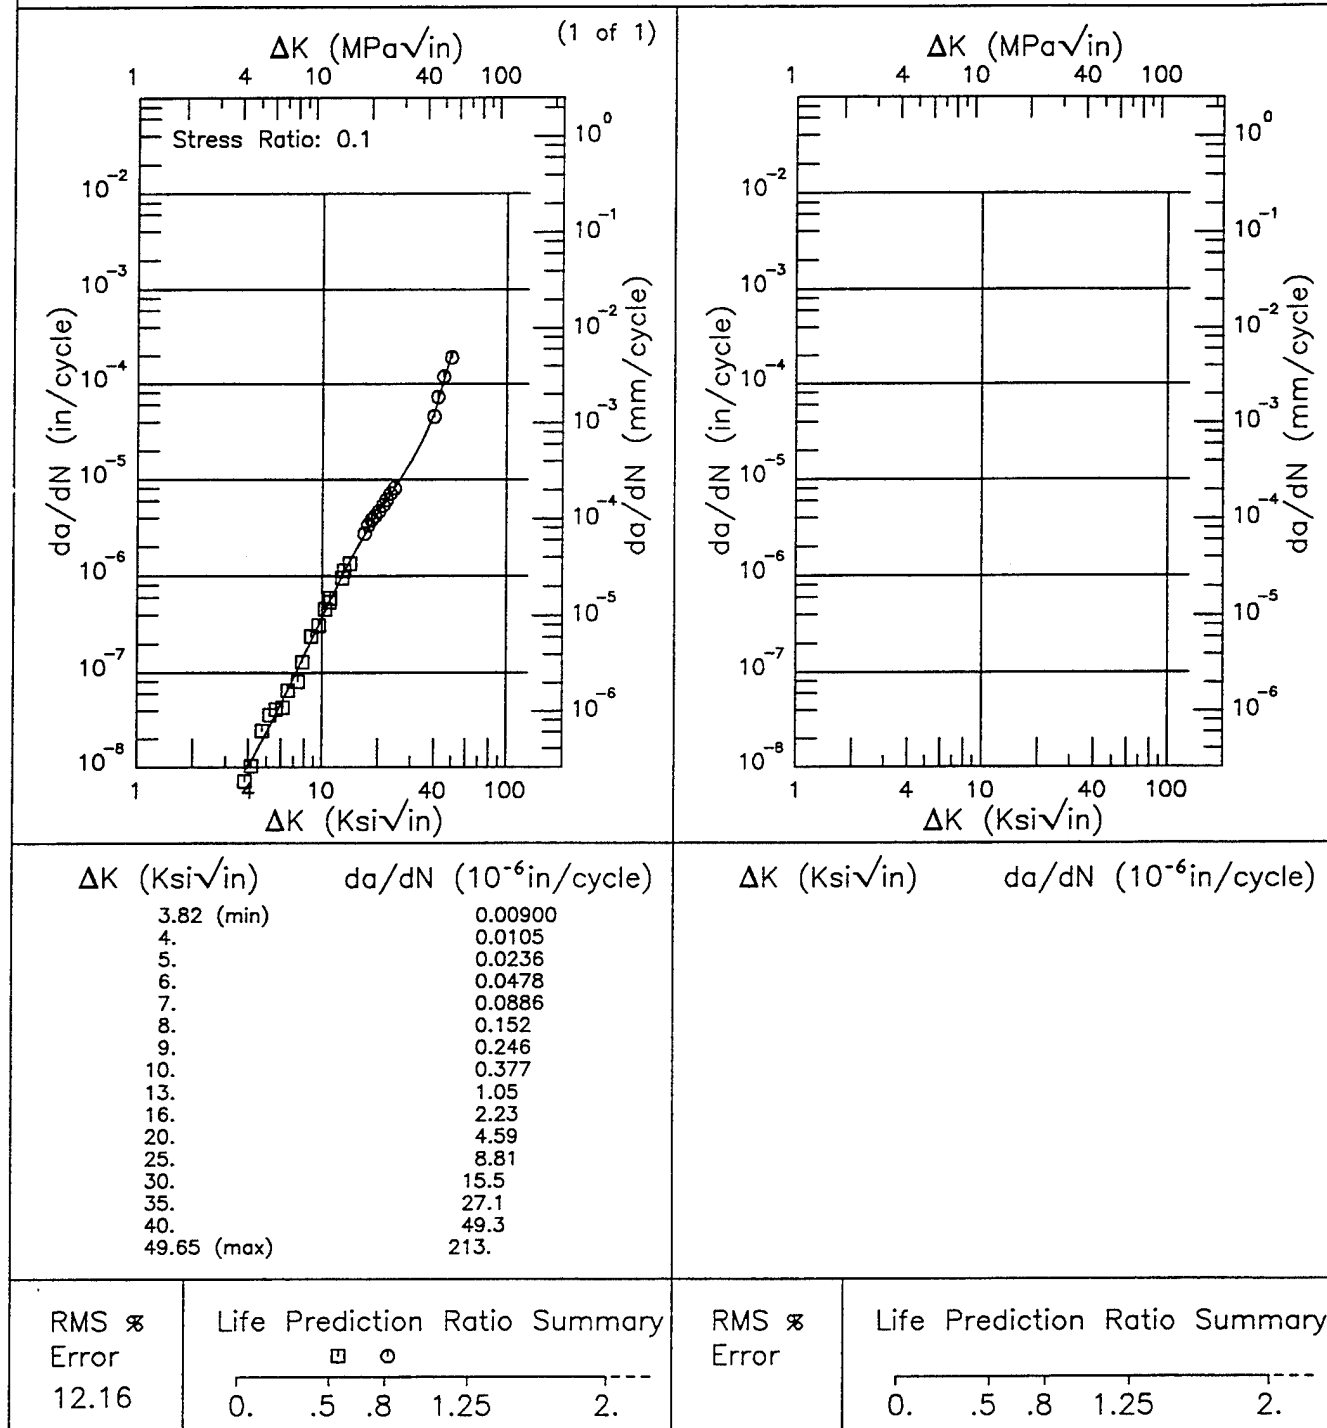 (1 of 1)
ΔK (MPa√in)
1 4 10 40 100
Stress Ratio: 0.1
da/dN (in/cycle)
10⁻²
10⁻³
10⁻⁴
10⁻⁵
10⁻⁶
10⁻⁷
10⁻⁸
da/dN (mm/cycle)
10⁰
10⁻¹
10⁻²
10⁻³
10⁻⁴
10⁻⁵
10⁻⁶
1 4 10 40 100
ΔK (Ksi√in)
ΔK (MPa√in)
1 4 10 40 100
da/dN (in/cycle)
10⁻²
10⁻³
10⁻⁴
10⁻⁵
10⁻⁶
10⁻⁷
10⁻⁸
da/dN (mm/cycle)
10⁰
10⁻¹
10⁻²
10⁻³
10⁻⁴
10⁻⁵
10⁻⁶
1 4 10 40 100
ΔK (Ksi√in)
ΔK (Ksi√in) da/dN (10⁻⁶in/cycle)
3.82 (min) 0.00900
4. 0.0105
5. 0.0236
6. 0.0478
7. 0.0886
8. 0.152
9. 0.246
10. 0.377
13. 1.05
16. 2.23
20. 4.59
25. 8.81
30. 15.5
35. 27.1
40. 49.3
49.65 (max) 213.
ΔK (Ksi√in) da/dN (10⁻⁶in/cycle)
RMS %
Error
12.16
Life Prediction Ratio Summary
0. .5 .8 1.25 2.
RMS %
Error
Life Prediction Ratio Summary
0. .5 .8 1.25 2.